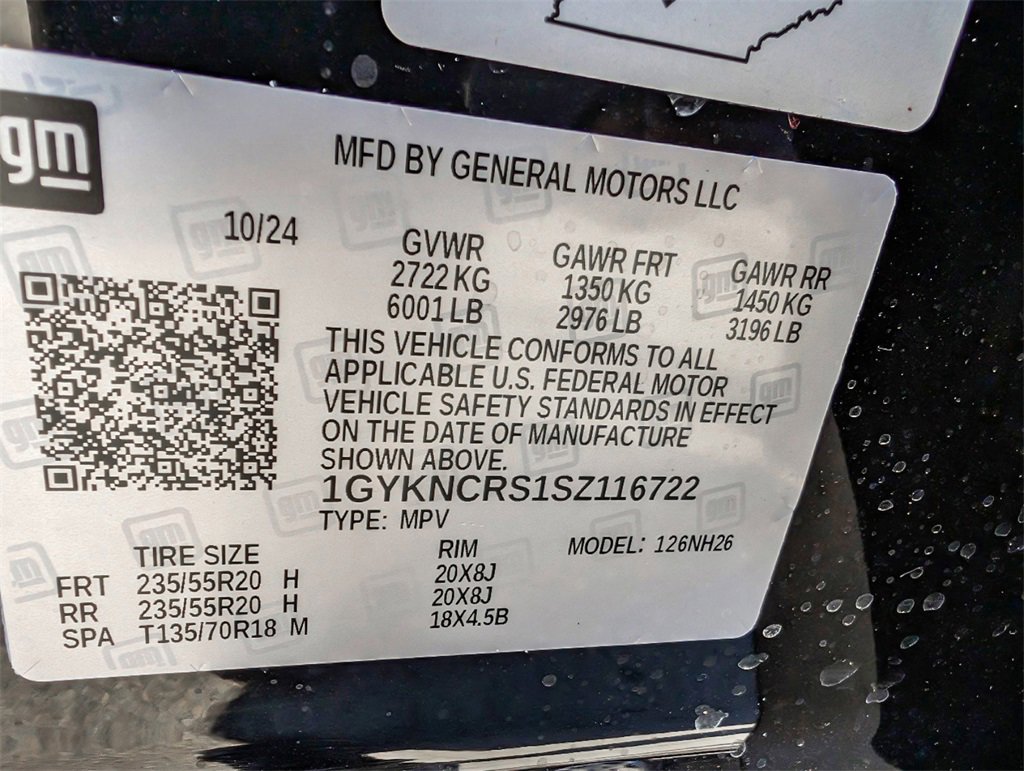 gm
MFD BY GENERAL MOTORS LLC
10/24
GVWR GAWR FRT GAWR RR
2722 KG 1350 KG 1450 KG
6001 LB 2976 LB 3196 LB
THIS VEHICLE CONFORMS TO ALL
APPLICABLE U.S. FEDERAL MOTOR
VEHICLE SAFETY STANDARDS IN EFFECT
ON THE DATE OF MANUFACTURE
SHOWN ABOVE.
1GYKNCRS1SZ116722
TYPE: MPV
TIRE SIZE RIM MODEL: 126NH26
FRT 235/55R20 H 20X8J
RR 235/55R20 H 20X8J
SPA T135/70R18 M 18X4.5B